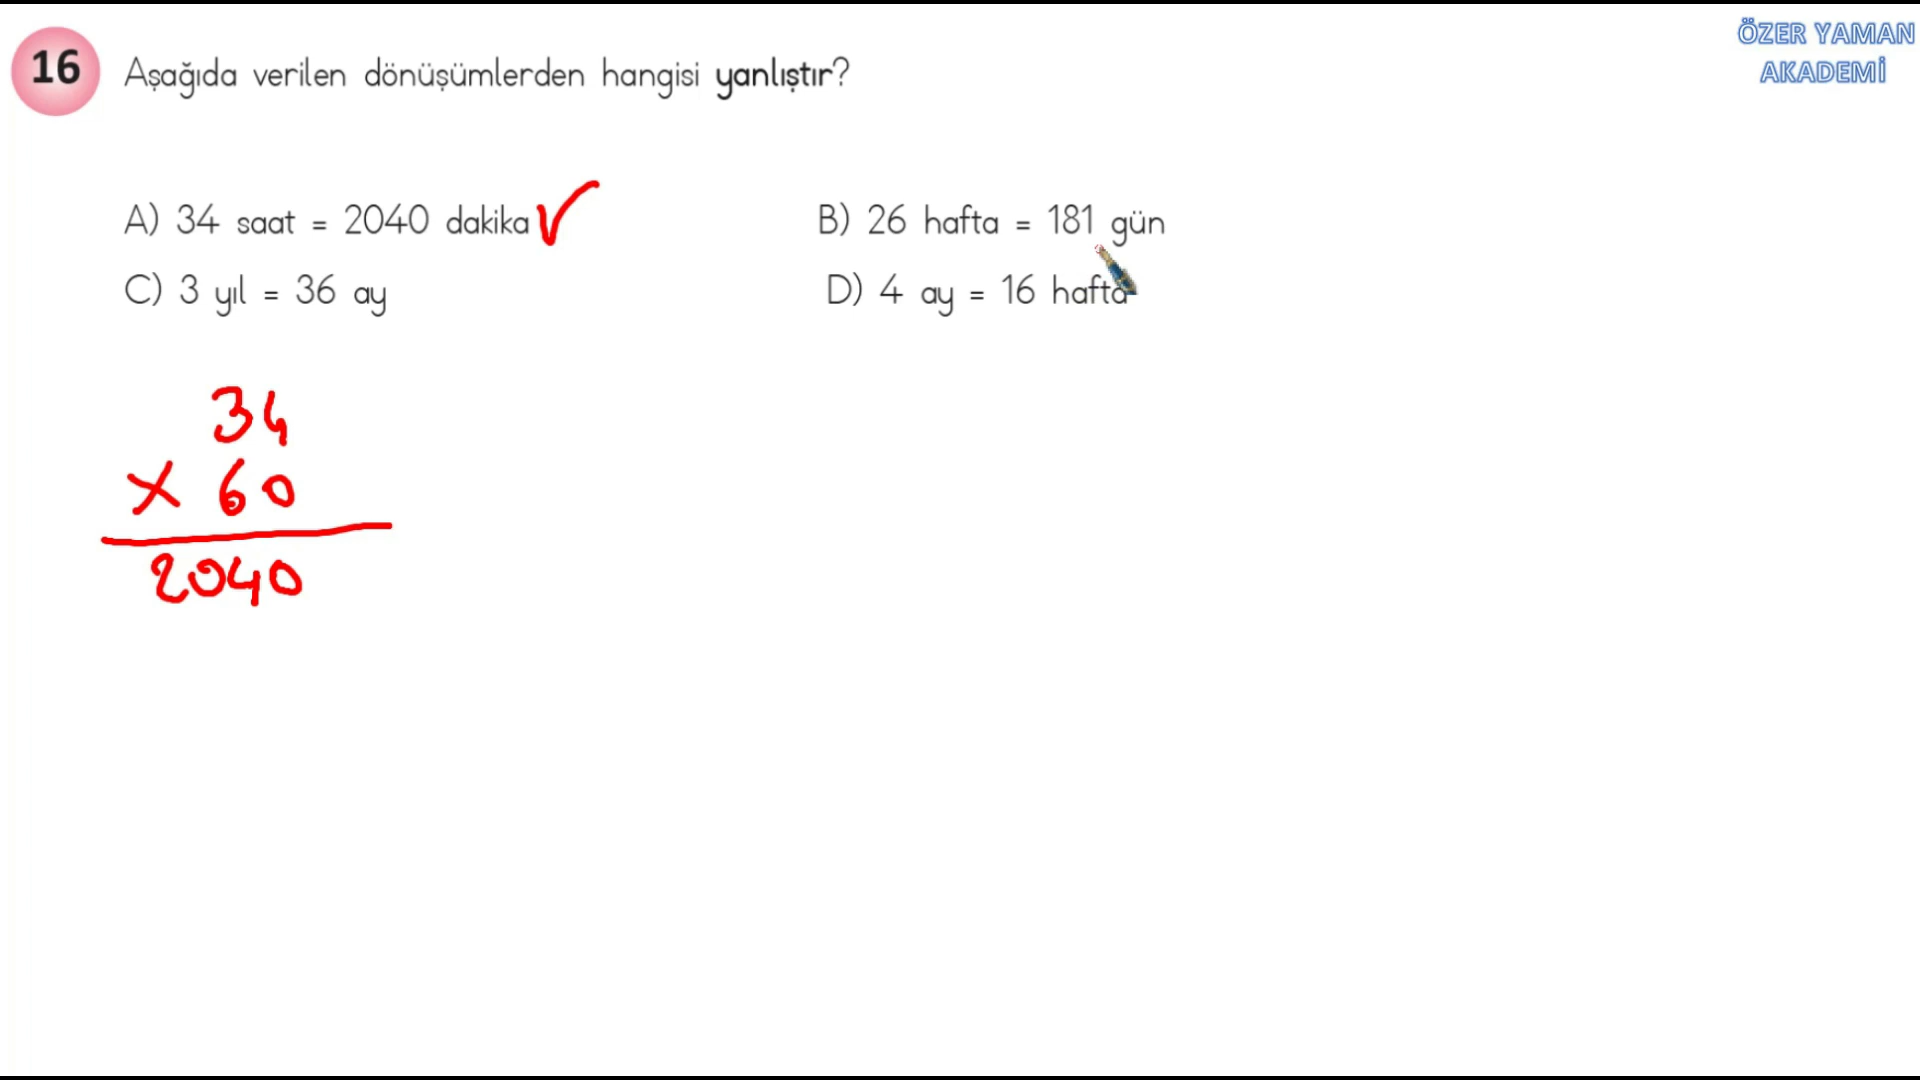 16 Aşağıda verilen dönüşümlerden hangisi yanlıştır?
ÖZER YAMAN
AKADEMİ
A) 34 saat = 2040 dakika
B) 26 hafta = 181 gün
C) 3 yıl = 36 ay
D) 4 ay = 16 hafta
34
x 60
2040